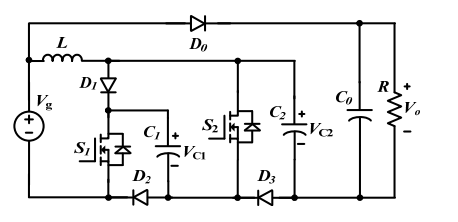 D0
L
D1
Vg
S1
C1
+
VC1
−
S2
C2
+
VC2
−
C0
R
+
Vo
−
D2
D3
+
−